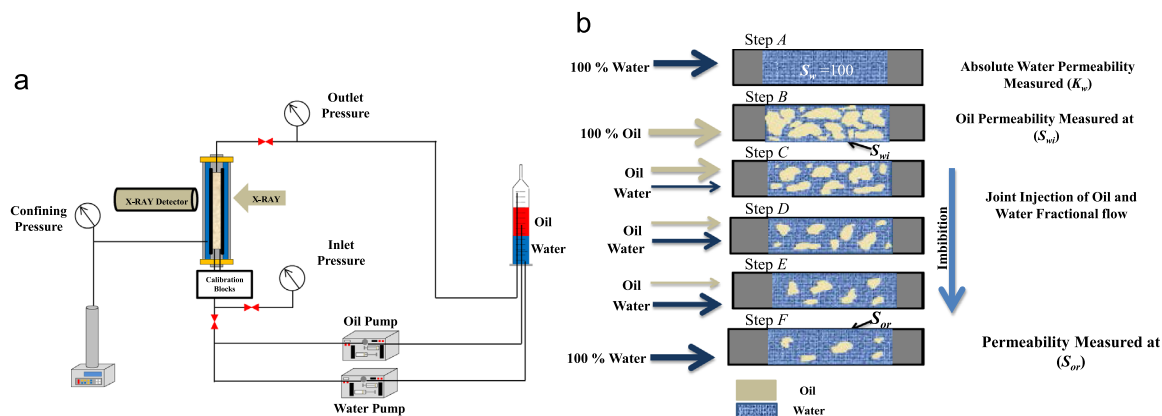 a
Outlet
Pressure
X-RAY Detector
X-RAY
Confining
Pressure
Oil
Water
Inlet
Pressure
Calibration
Blocks
Oil Pump
Water Pump
b
Step A
100 % Water
Sw =100
Absolute Water Permeability
Measured (Kw)
Step B
100 % Oil
Oil Permeability Measured at
(Swi)
Swi
Step C
Oil
Water
Joint Injection of Oil and
Water Fractional flow
Step D
Oil
Water
Imbibition
Step E
Oil
Water
Step F
Sor
100 % Water
Permeability Measured at
(Sor)
Oil
Water